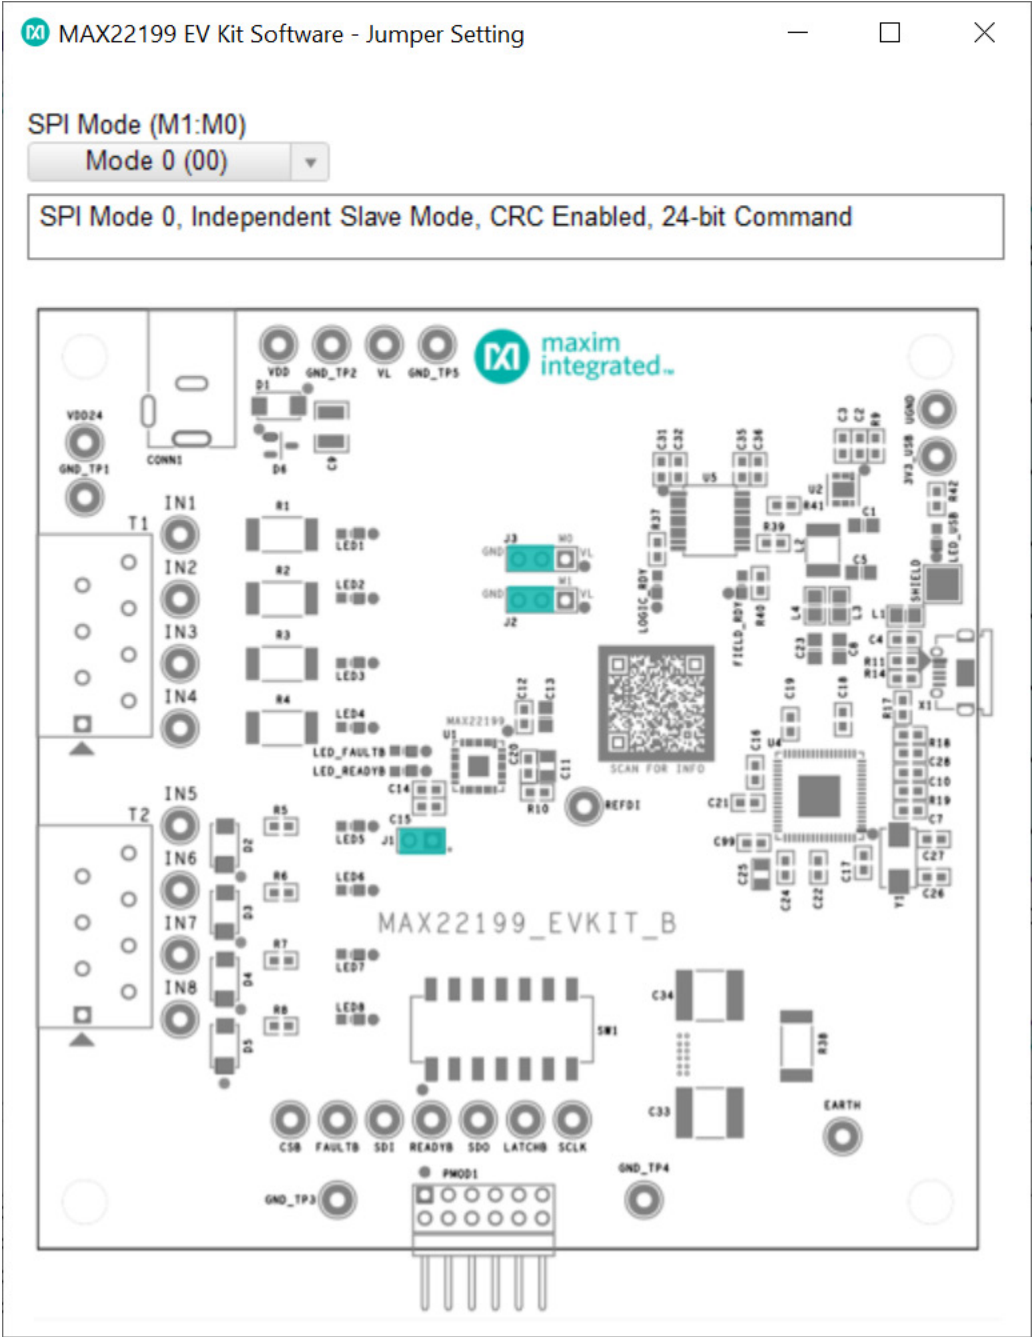 MAX22199 EV Kit Software - Jumper Setting
SPI Mode (M1:M0)
Mode 0 (00)
SPI Mode 0, Independent Slave Mode, CRC Enabled, 24-bit Command
maxim
integrated™
VDD
GND_TP2
VL
GND_TP5
D1
VDD24
GND_TP1
CONN1
D6
C9
C3
C2
R9
UGND
3V3_USB
C31
C32
C35
C36
U5
U2
R41
C1
R42
LED_USB
T1
IN1
R1
LED1
IN2
R2
LED2
IN3
R3
LED3
IN4
R4
LED4
J3
M0
GND
VL
GND
M1
VL
J2
R37
R39
L2
C5
SHIELD
LOGIC_RDY
FIELD_RDY
R40
L4
L3
L1
C4
C23
C6
R11
R14
X1
R17
C12
C13
MAX22199
U1
LED_FAULTB
LED_READYB
C14
C20
C11
R10
SCAN FOR INFO
REFDI
C19
C18
C16
U4
R18
C28
C10
R19
C7
C21
C15
J1
C99
C25
C24
C22
C17
Y1
C27
C26
T2
IN5
R5
LED5
D2
IN6
R6
LED6
D3
IN7
R7
LED7
D4
IN8
R8
LED8
D5
MAX22199_EVKIT_B
SW1
C34
R38
C33
EARTH
CSB
FAULTB
SDI
READYB
SDO
LATCHB
SCLK
PMOD1
GND_TP3
GND_TP4